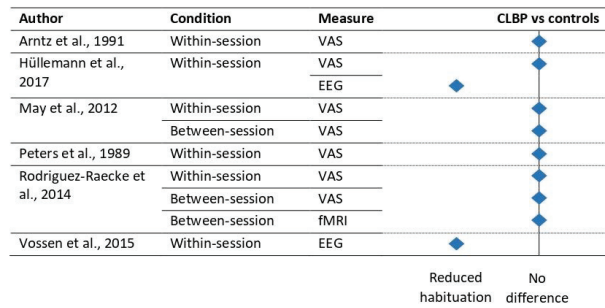 Author Condition Measure CLBP vs controls
Arntz et al., 1991 Within-session VAS
Hüllemann et al., Within-session VAS
2017 EEG
May et al., 2012 Within-session VAS
Between-session VAS
Peters et al., 1989 Within-session VAS
Rodriguez-Raecke et Within-session VAS
al., 2014 Between-session VAS
Between-session fMRI
Vossen et al., 2015 Within-session EEG
Reduced No
habituation difference